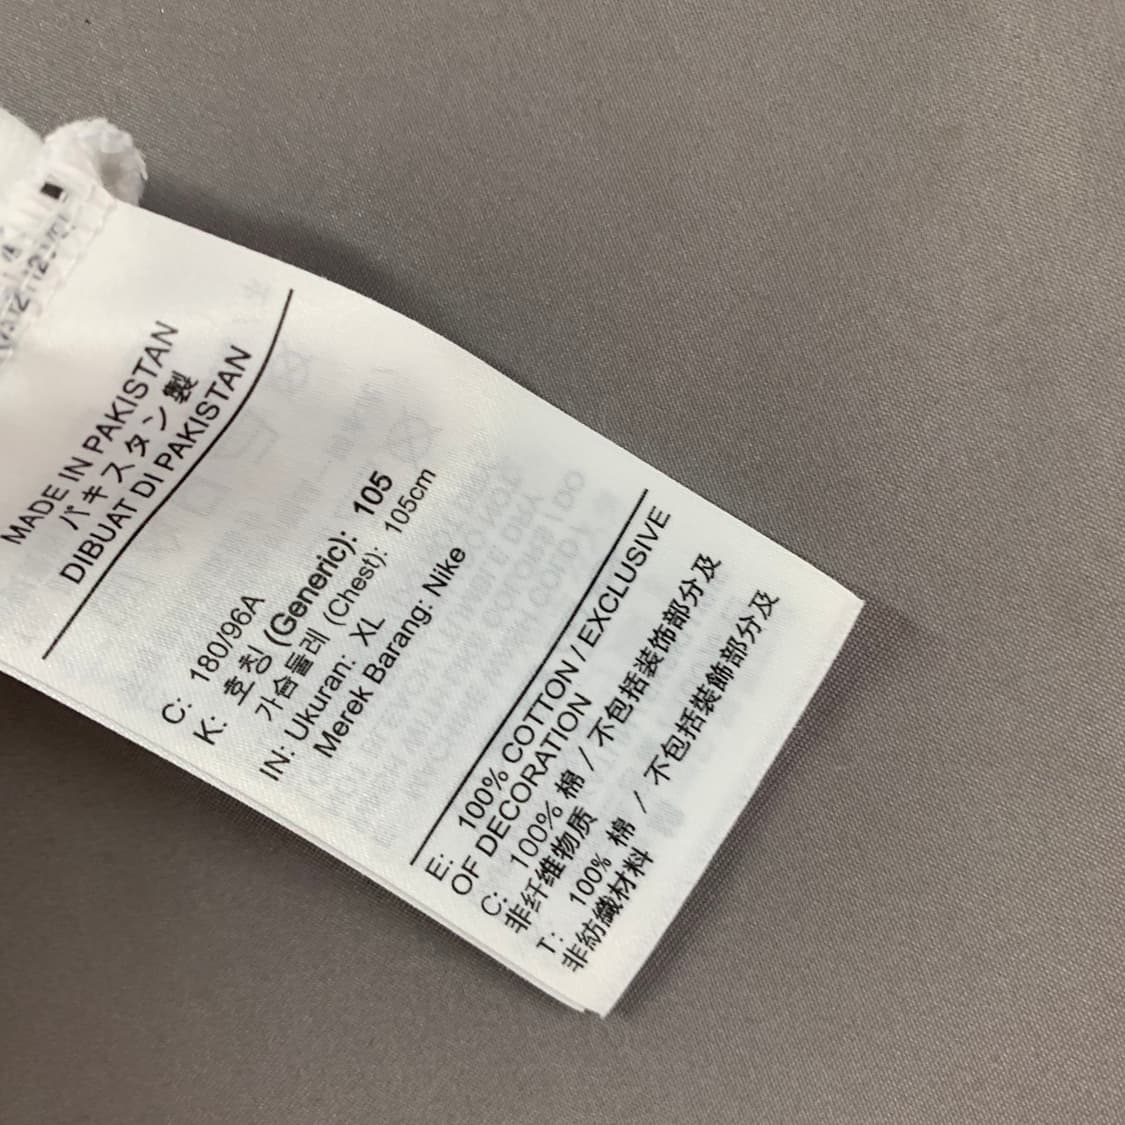 MADE IN PAKISTAN
パキスタン製
DIBUAT DI PAKISTAN
C: 180/96A
K: 호칭 (Generic): 105
가슴둘레 (Chest): 105cm
IN: Ukuran: XL
Merek Barang: Nike
E: 100% COTTON / EXCLUSIVE
OF DECORATION
C: 100% 棉 / 不包括装饰部分及
非纤维物质
T: 100% 棉 / 不包括裝飾部分及
非紡織材料